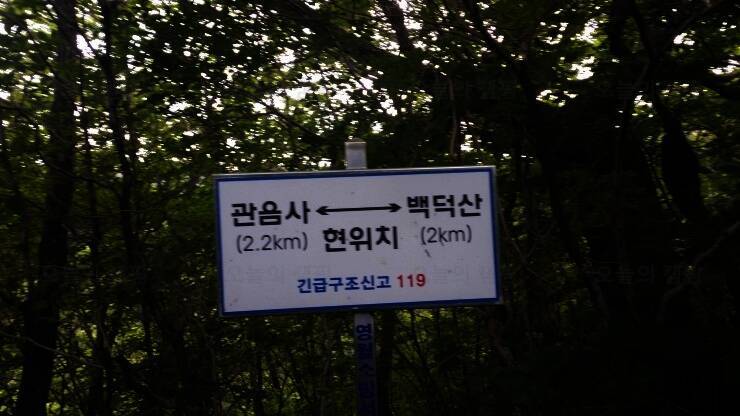 관음사 ↔ 백덕산
(2.2km) 현위치 (2km)
긴급구조신고 119